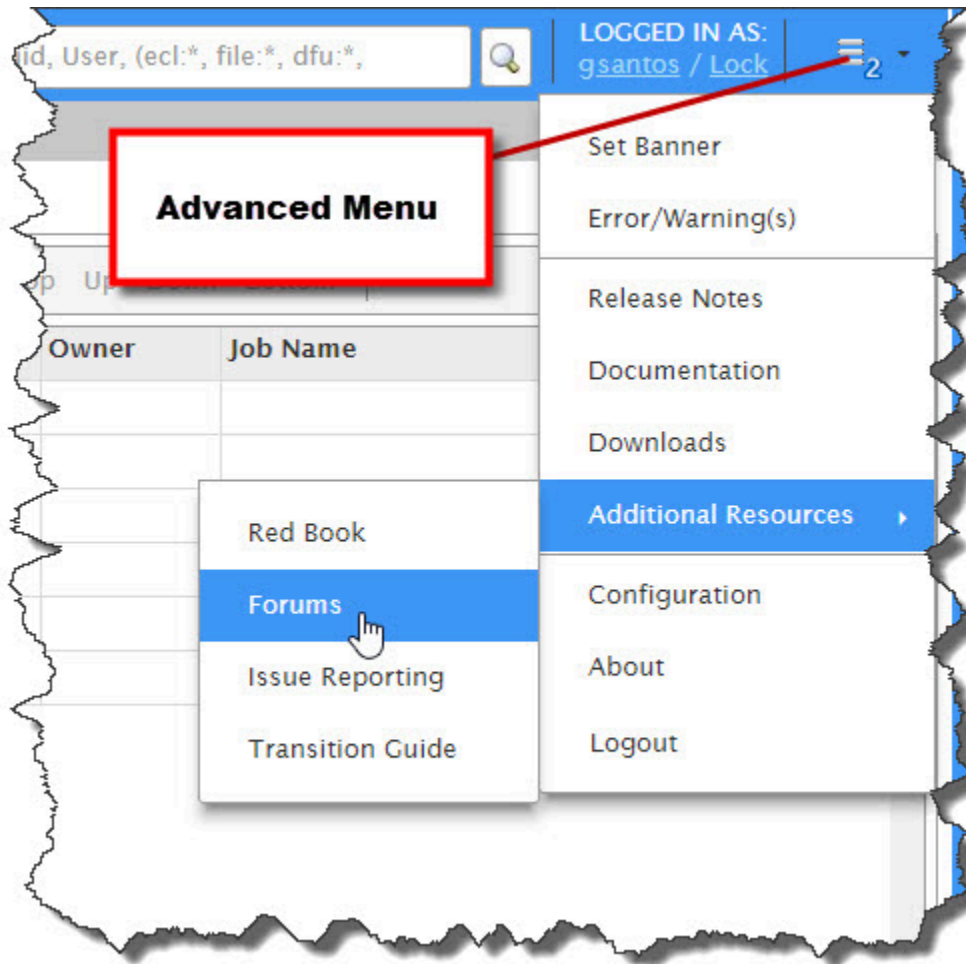 id, User, (ecl:*, file:*, dfu:*,
LOGGED IN AS:
gsantos / Lock
2
Advanced Menu
Set Banner
Error/Warning(s)
Release Notes
Documentation
Downloads
Additional Resources
Configuration
About
Logout
Up
Owner
Job Name
Red Book
Forums
Issue Reporting
Transition Guide